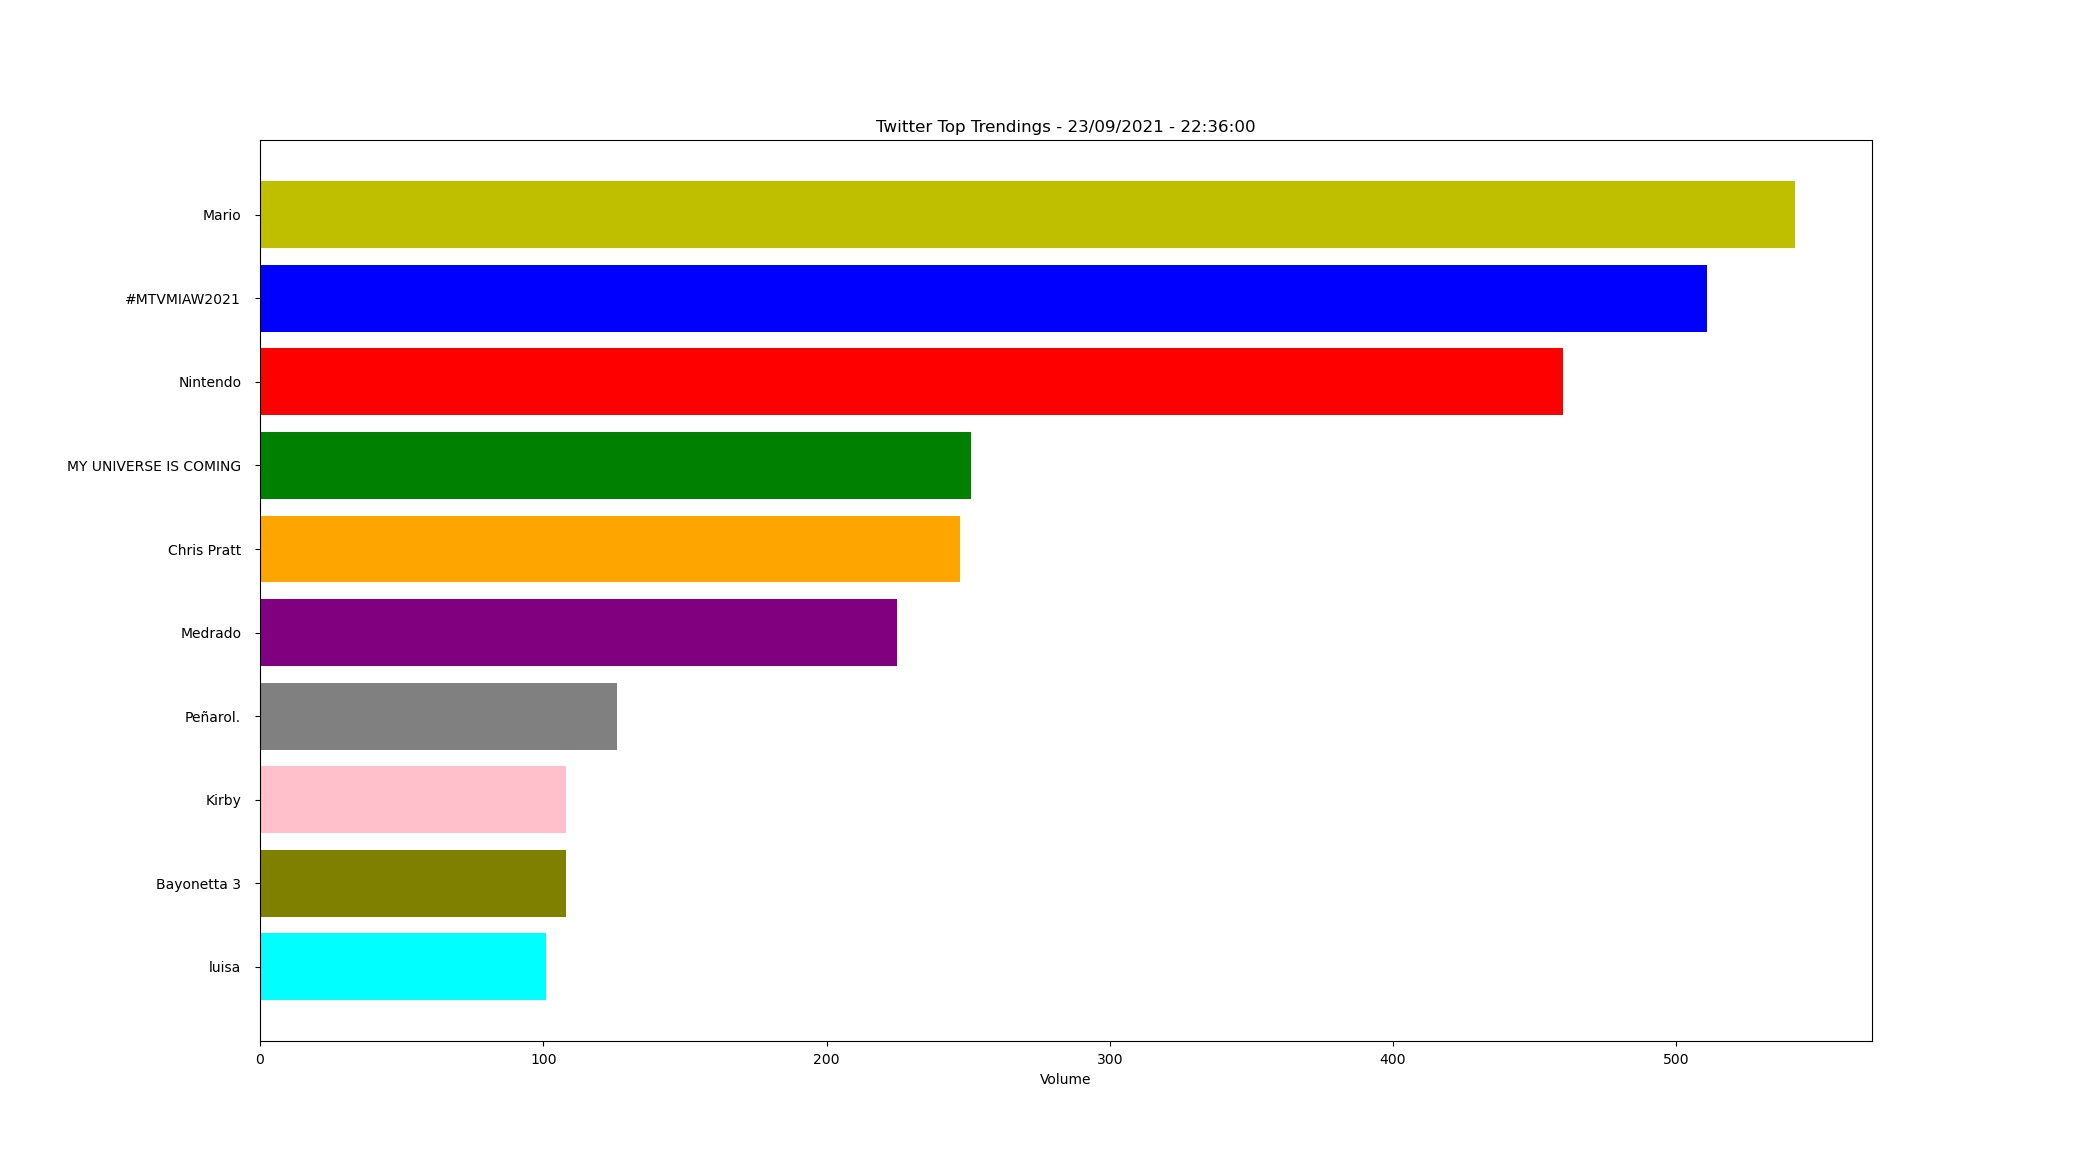 Twitter Top Trendings - 23/09/2021 - 22:36:00
Mario
#MTVMIAW2021
Nintendo
MY UNIVERSE IS COMING
Chris Pratt
Medrado
Peñarol.
Kirby
Bayonetta 3
luisa
0 100 200 300 400 500
Volume